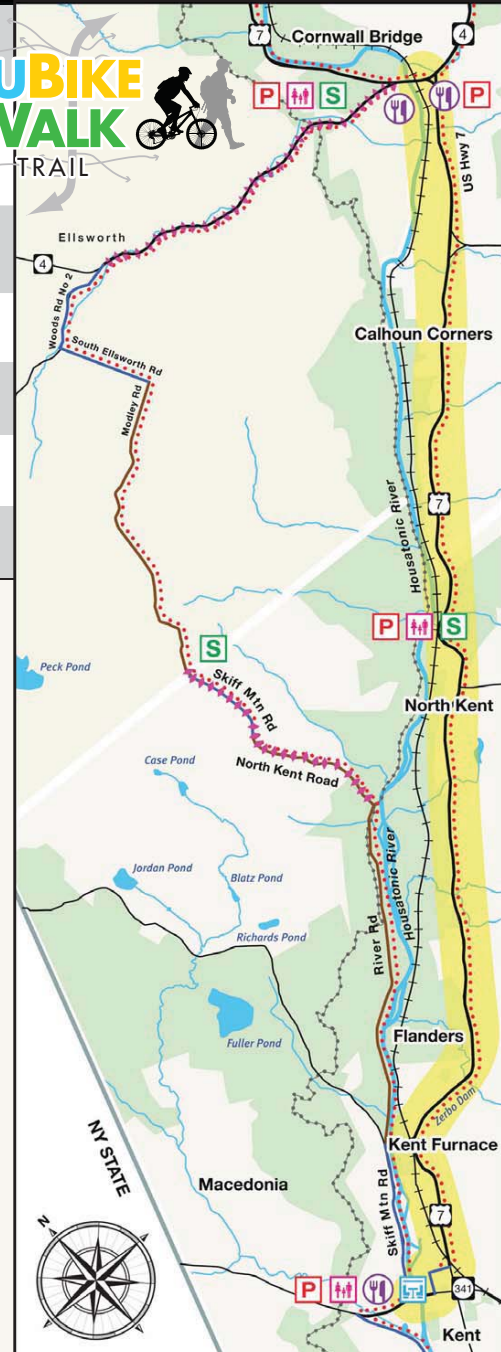 7
Cornwall Bridge
4
P
S
P
uBIKE
WALK
TRAIL
US Hwy 7
Ellsworth
4
Woods Rd No 2
South Ellsworth Rd
Modley Rd
Calhoun Corners
Housatonic River
7
P
S
S
Skiff Mtn Rd
Peck Pond
North Kent
North Kent Road
Case Pond
Jordan Pond
Blatz Pond
Richards Pond
River Rd
Housatonic River
Fuller Pond
Flanders
Zerbo Dam
Kent Furnace
NY STATE
Macedonia
Skiff Mtn Rd
7
N
P
341
Kent